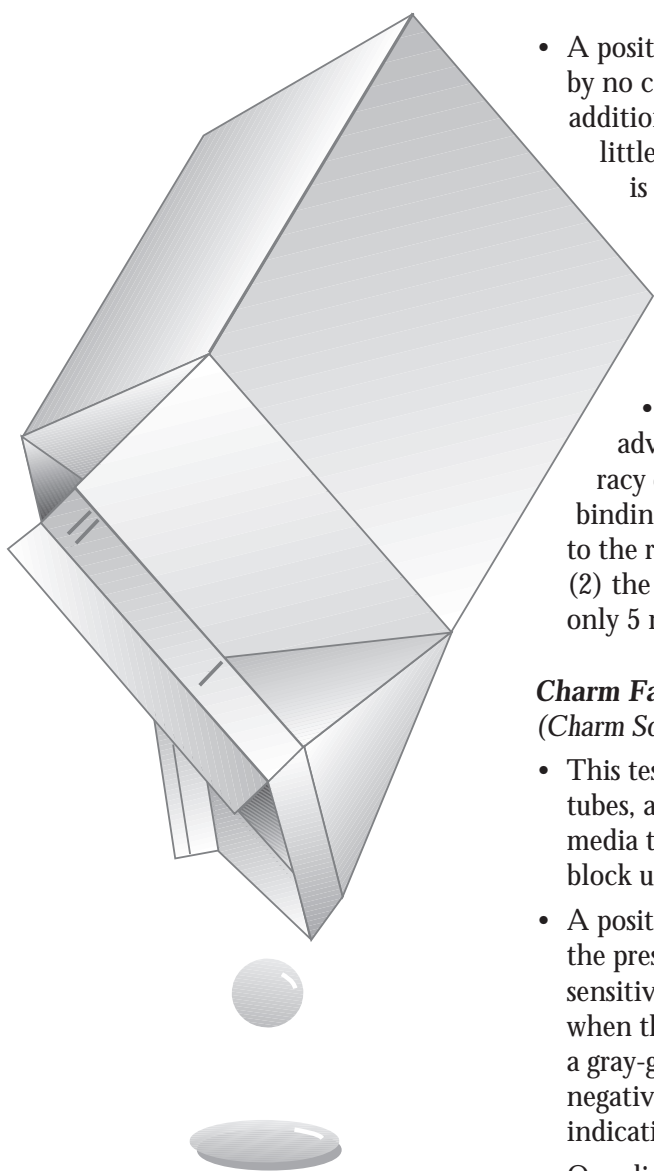 • A posit
by no c
addition
little
is
•
adv
racy
bindin
to the r
(2) the
only 5 r
Charm Fa
(Charm So
• This tes
tubes, a
media t
block u
• A posit
the pres
sensitiv
when th
a gray-g
negativ
indicati